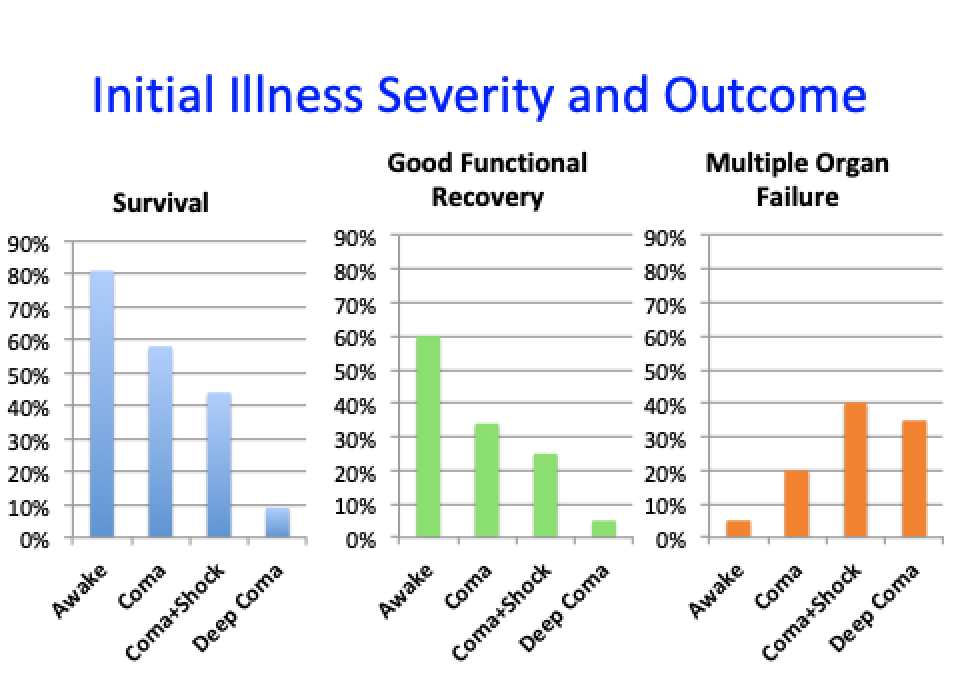 Initial Illness Severity and Outcome
Survival
90%
80%
70%
60%
50%
40%
30%
20%
10%
0%
Awake
Coma
Coma+Shock
Deep Coma
Good Functional
Recovery
90%
80%
70%
60%
50%
40%
30%
20%
10%
0%
Awake
Coma
Coma+Shock
Deep Coma
Multiple Organ
Failure
90%
80%
70%
60%
50%
40%
30%
20%
10%
0%
Awake
Coma
Coma+Shock
Deep Coma